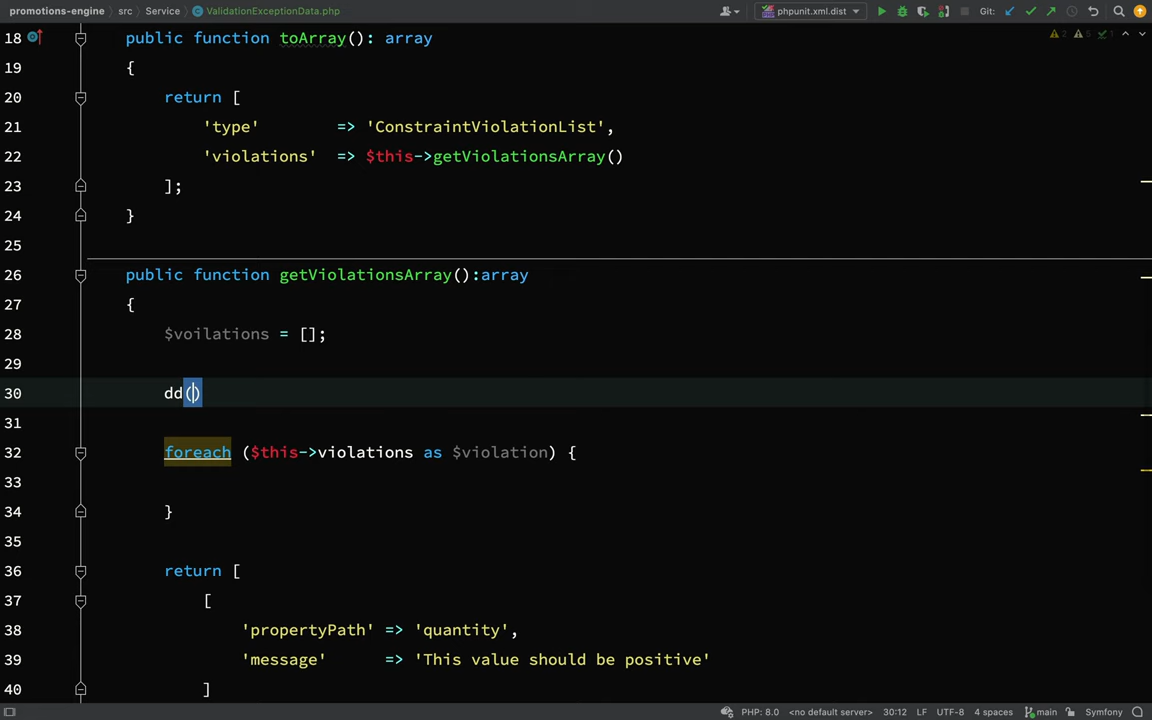 promotions-engine › src › Service › ValidationExceptionData.php phpunit.xml.dist Git:
18 public function toArray(): array 2 5 1
19 {
20 return [
21 'type' => 'ConstraintViolationList',
22 'violations' => $this->getViolationsArray()
23 ];
24 }
25
26 public function getViolationsArray():array
27 {
28 $voilations = [];
29
30 dd()
31
32 foreach ($this->violations as $violation) {
33
34 }
35
36 return [
37 [
38 'propertyPath' => 'quantity',
39 'message' => 'This value should be positive'
40 ]
PHP: 8.0 <no default server> 30:12 LF UTF-8 4 spaces main Symfony